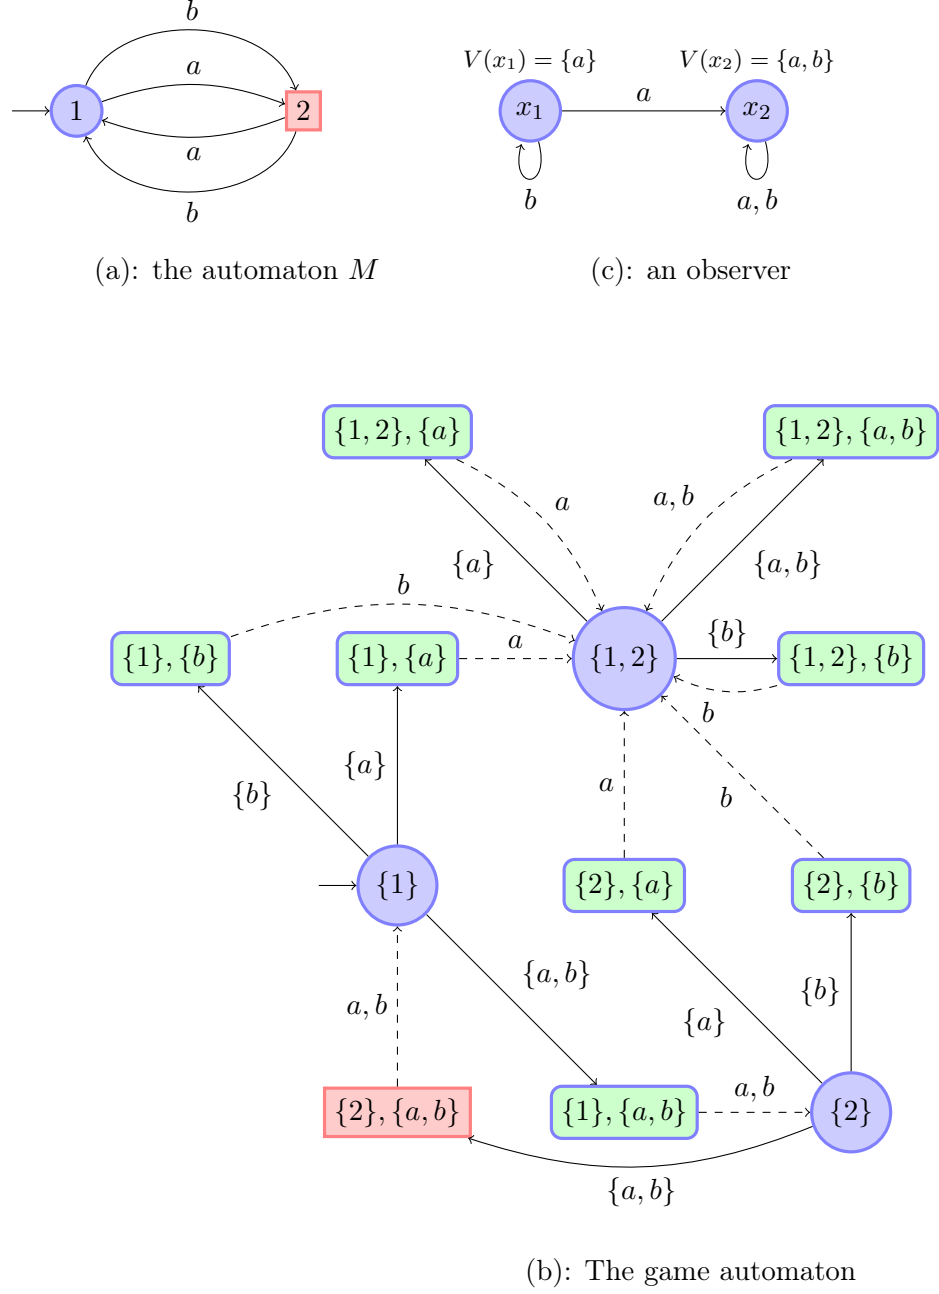 b
V(x₁) = {a}
V(x₂) = {a, b}
a
a
1
2
x₁
x₂
a
b
b
a, b
(a): the automaton M
(c): an observer
{1, 2}, {a}
{1, 2}, {a, b}
a
a, b
{a}
{a, b}
b
{b}
{1}, {b}
{1}, {a}
a
{1, 2}
{1, 2}, {b}
b
{a}
a
{b}
b
{1}
{2}, {a}
{2}, {b}
{a, b}
{b}
a, b
{a}
a, b
{2}, {a, b}
{1}, {a, b}
{2}
{a, b}
(b): The game automaton